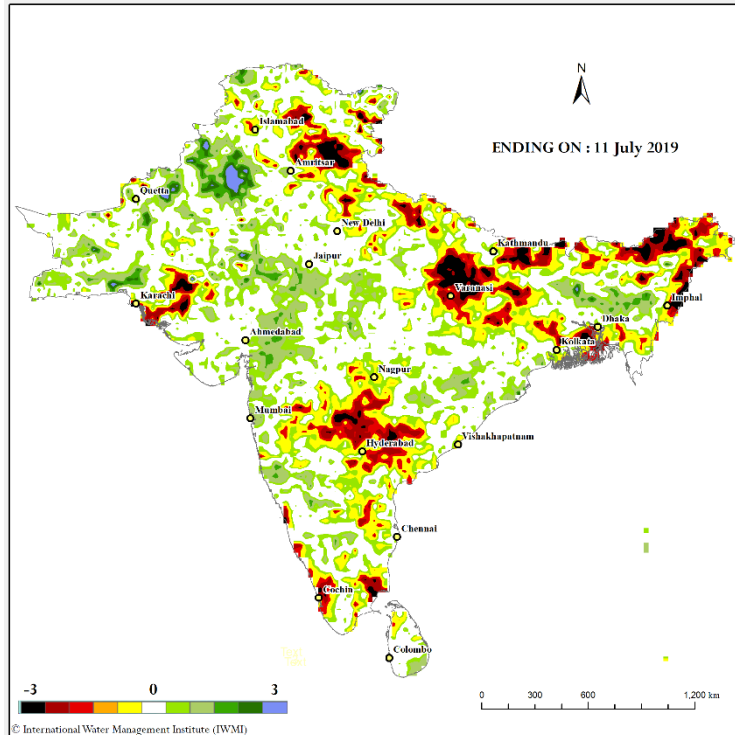 N
ENDING ON : 11 July 2019
Islamabad
Amritsar
Quetta
New Delhi
Kathmandu
Jaipur
Varanasi
Karachi
Imphal
Dhaka
Ahmedabad
Kolkata
Nagpur
Mumbai
Vishakhapatnam
Hyderabad
Chennai
Cochin
Colombo
-3 0 3
0 300 600 1,200 km
© International Water Management Institute (IWMI)